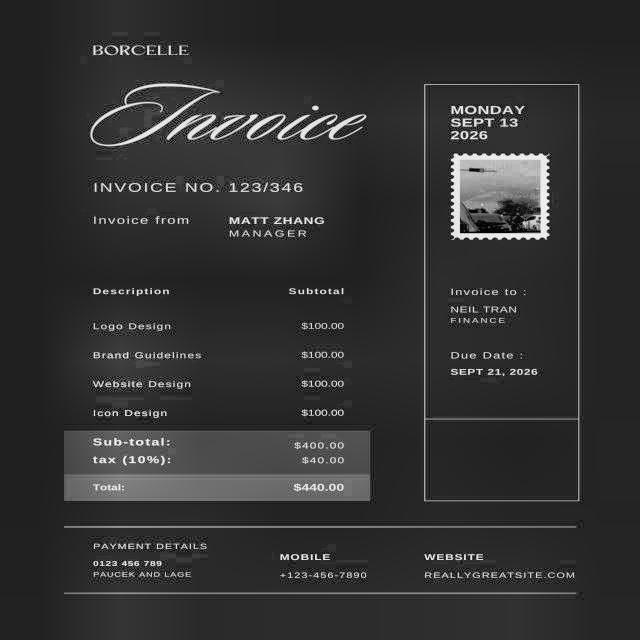 BORCELLE
Invoice
INVOICE NO. 123/346
Invoice from MATT ZHANG
MANAGER
MONDAY
SEPT 13
2026
Invoice to :
NEIL TRAN
FINANCE
Due Date :
SEPT 21, 2026
Description Subtotal
Logo Design $100.00
Brand Guidelines $100.00
Website Design $100.00
Icon Design $100.00
Sub-total: $400.00
tax (10%): $40.00
Total: $440.00
PAYMENT DETAILS
0123 456 789
PAUCEK AND LAGE
MOBILE
+123-456-7890
WEBSITE
REALLYGREATSITE.COM